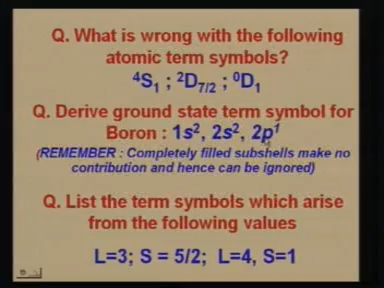 Q. What is wrong with the following
atomic term symbols?
⁴S₁ ; ²D₇/₂ ; ⁰D₁
Q. Derive ground state term symbol for
Boron : 1s², 2s², 2p¹
(REMEMBER : Completely filled subshells make no
contribution and hence can be ignored)
Q. List the term symbols which arise
from the following values
L=3; S = 5/2; L=4, S=1